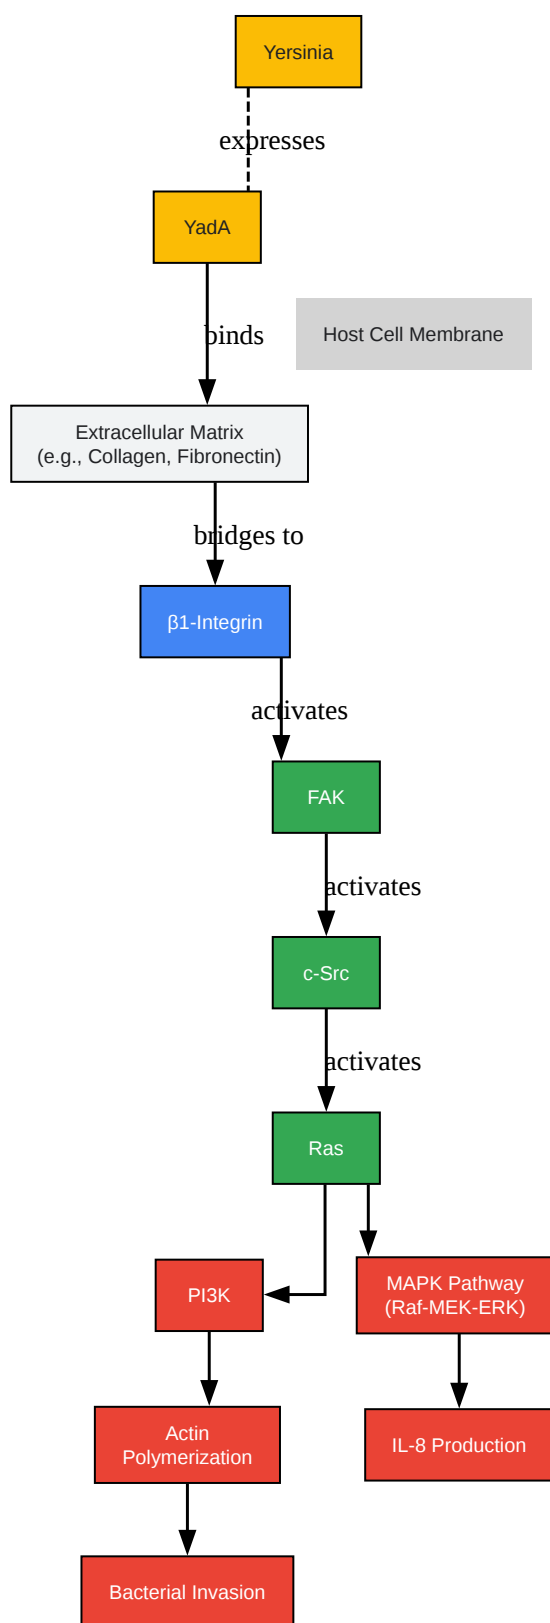 Yersinia
expresses
YadA
binds
Host Cell Membrane
Extracellular Matrix
(e.g., Collagen, Fibronectin)
bridges to
β1-Integrin
activates
FAK
activates
c-Src
activates
Ras
PI3K
MAPK Pathway
(Raf-MEK-ERK)
Actin
Polymerization
IL-8 Production
Bacterial Invasion